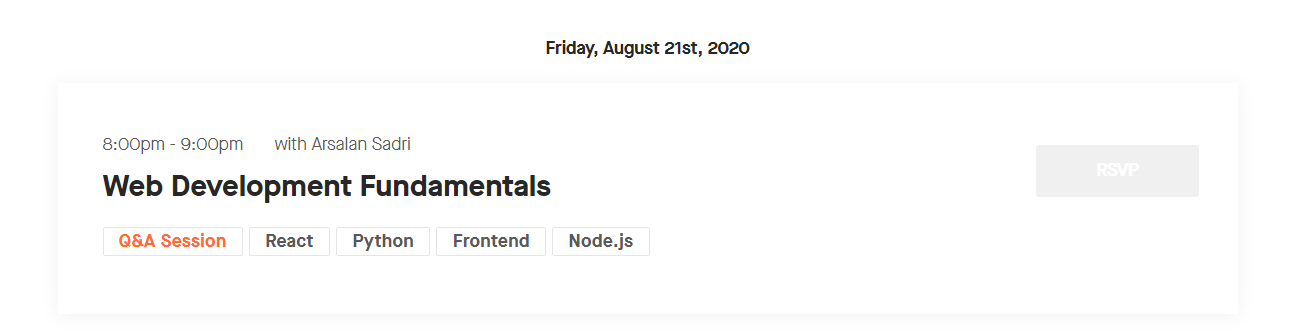 Friday, August 21st, 2020
8:00pm - 9:00pm with Arsalan Sadri
RSVP
Web Development Fundamentals
Q&A Session React Python Frontend Node.js